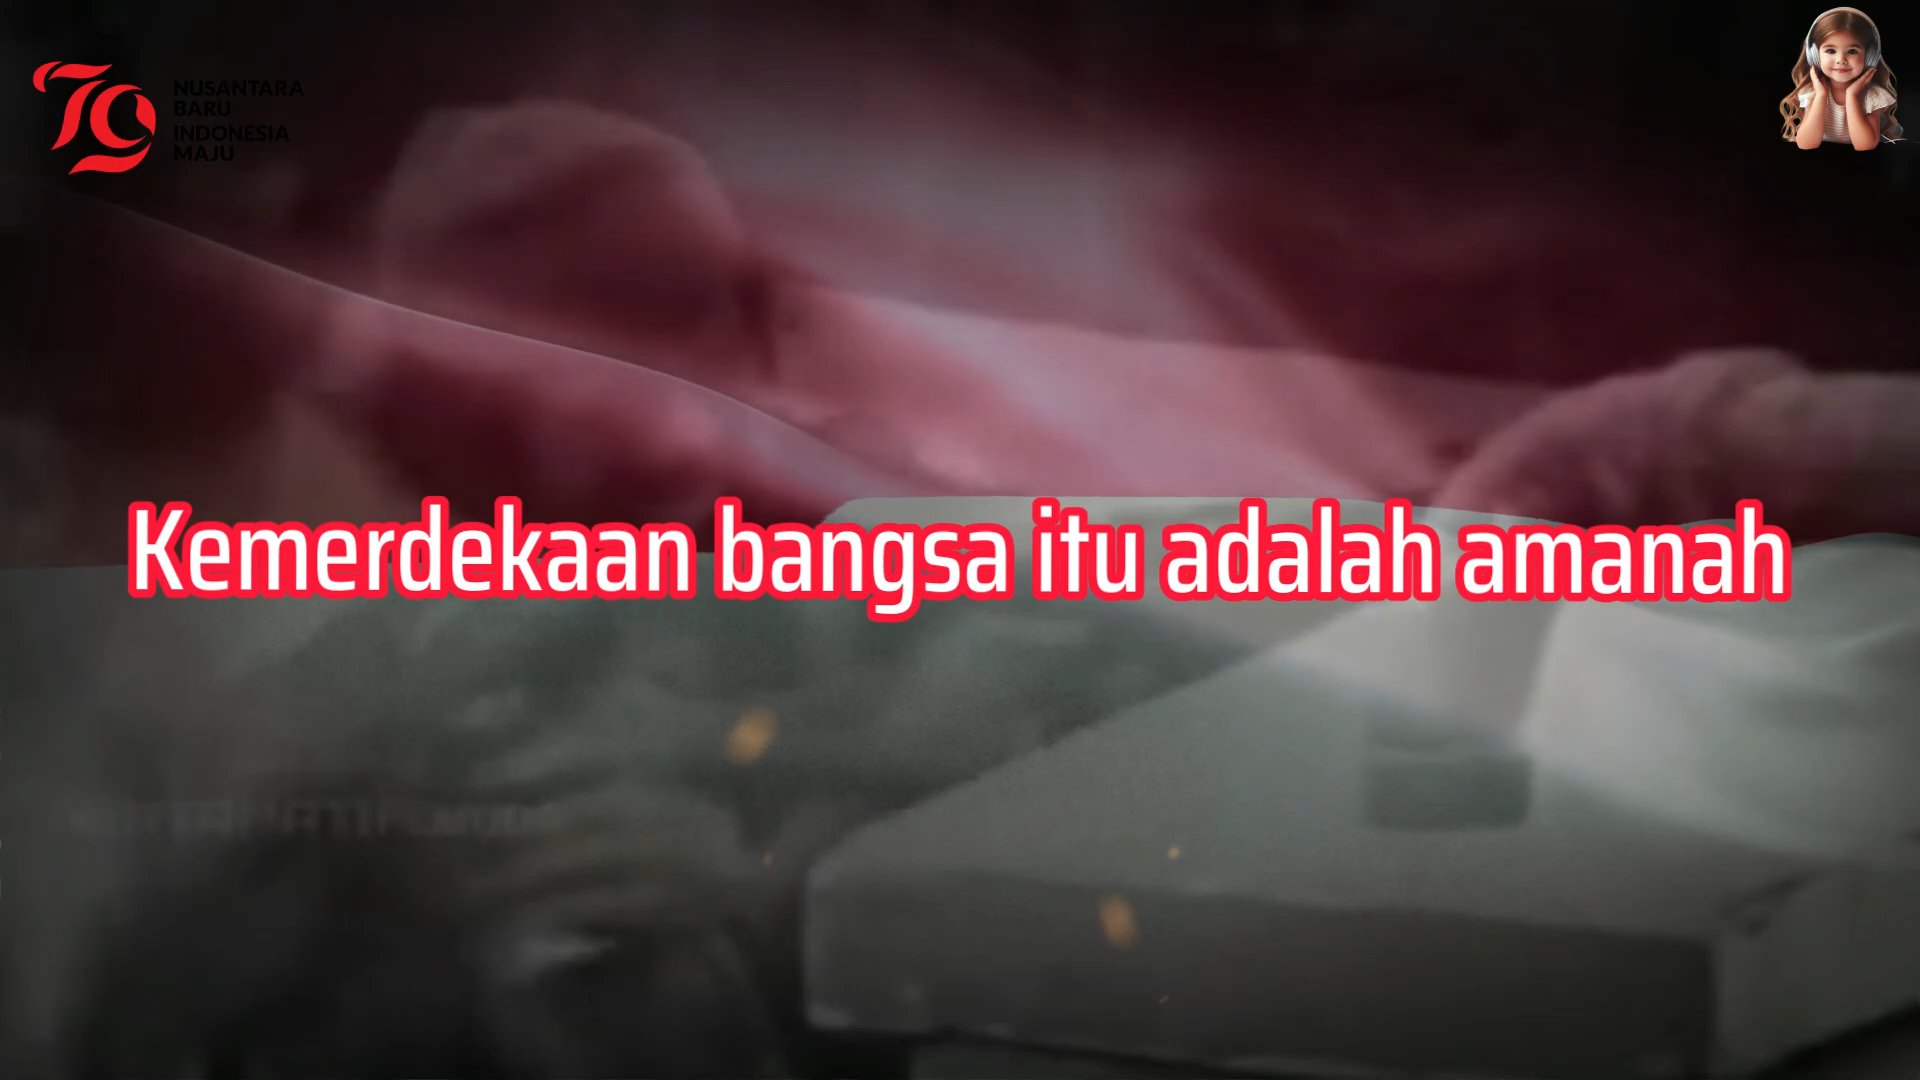 79
NUSANTARA
BARU
INDONESIA
MAJU
Kemerdekaan bangsa itu adalah amanah